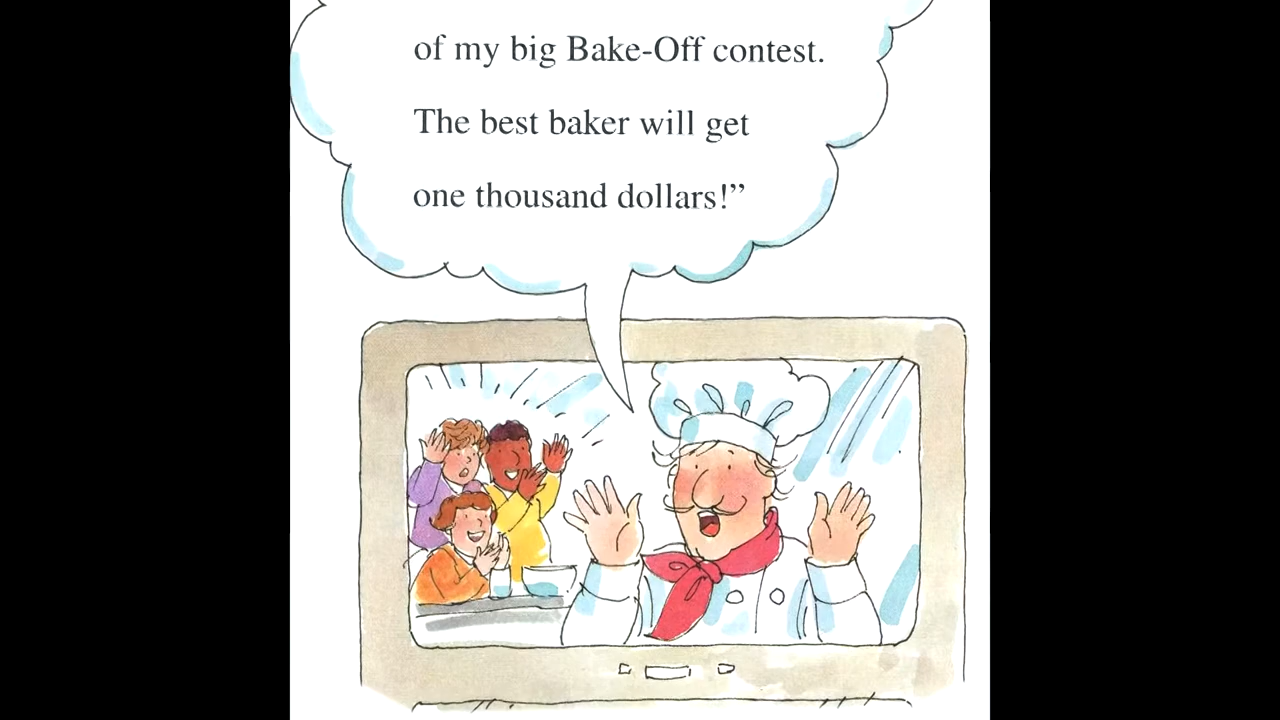 of my big Bake-Off contest.
The best baker will get
one thousand dollars!”